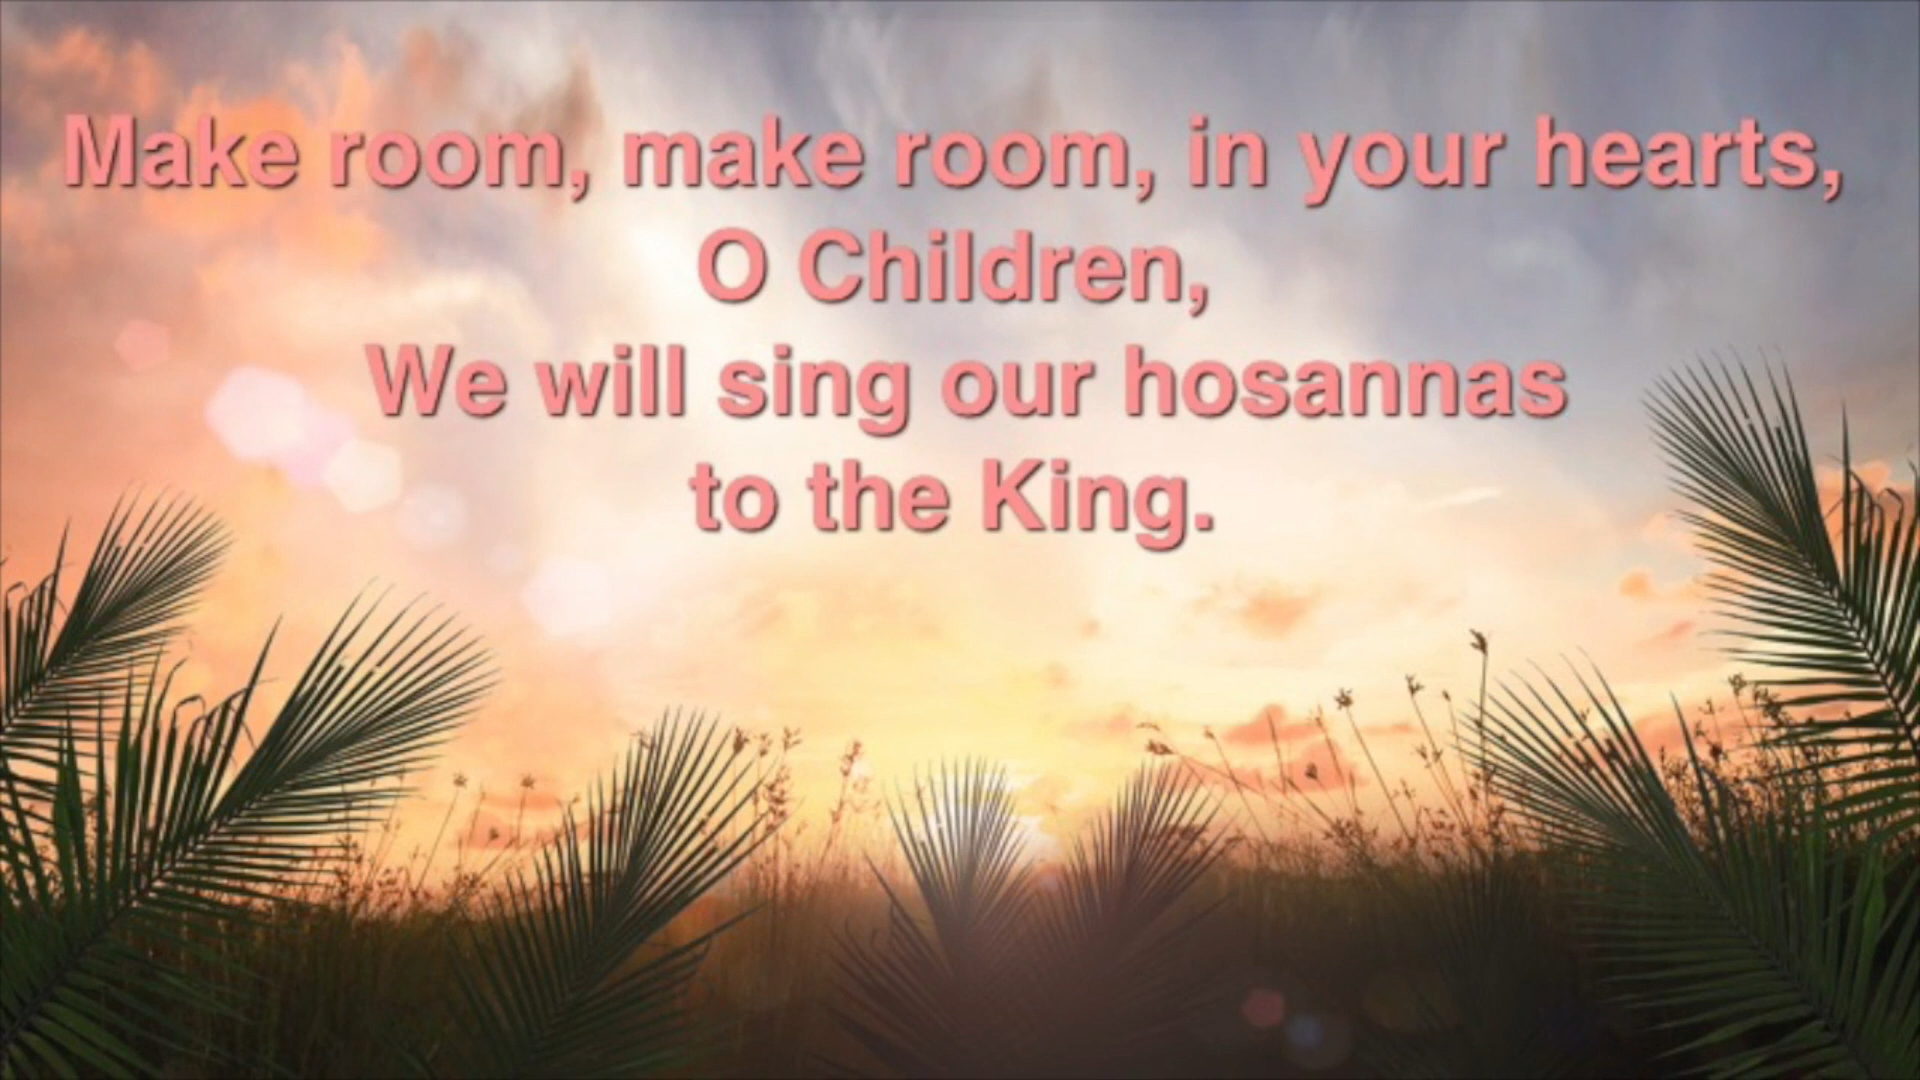 Make room, make room, in your hearts,
O Children,
We will sing our hosannas
to the King.